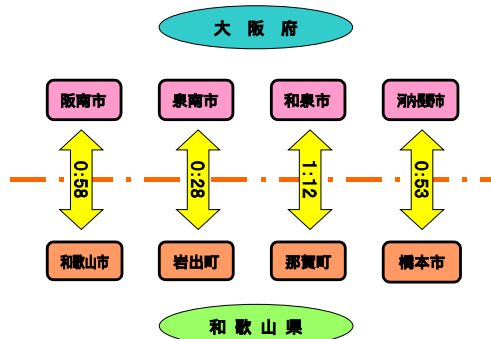 大 阪 府
阪南市
泉南市
和泉市
河内長野市
0:58
0:28
1:12
0:53
和歌山市
岩出町
那賀町
橋本市
和 歌 山 県